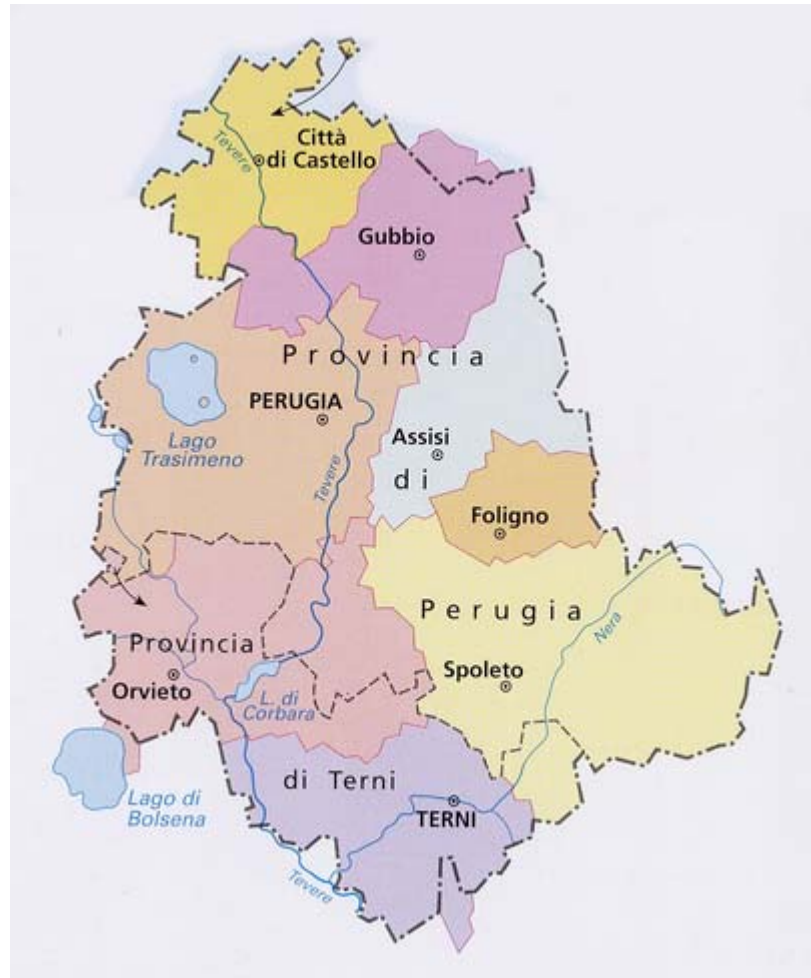 Tevere
Città
di Castello
Gubbio
Provincia
PERUGIA
Lago
Trasimeno
Assisi
di
Tevere
Foligno
Perugia
Nera
Provincia
Orvieto
L. di
Corbara
Spoleto
Lago di
Bolsena
di Terni
TERNI
Tevere